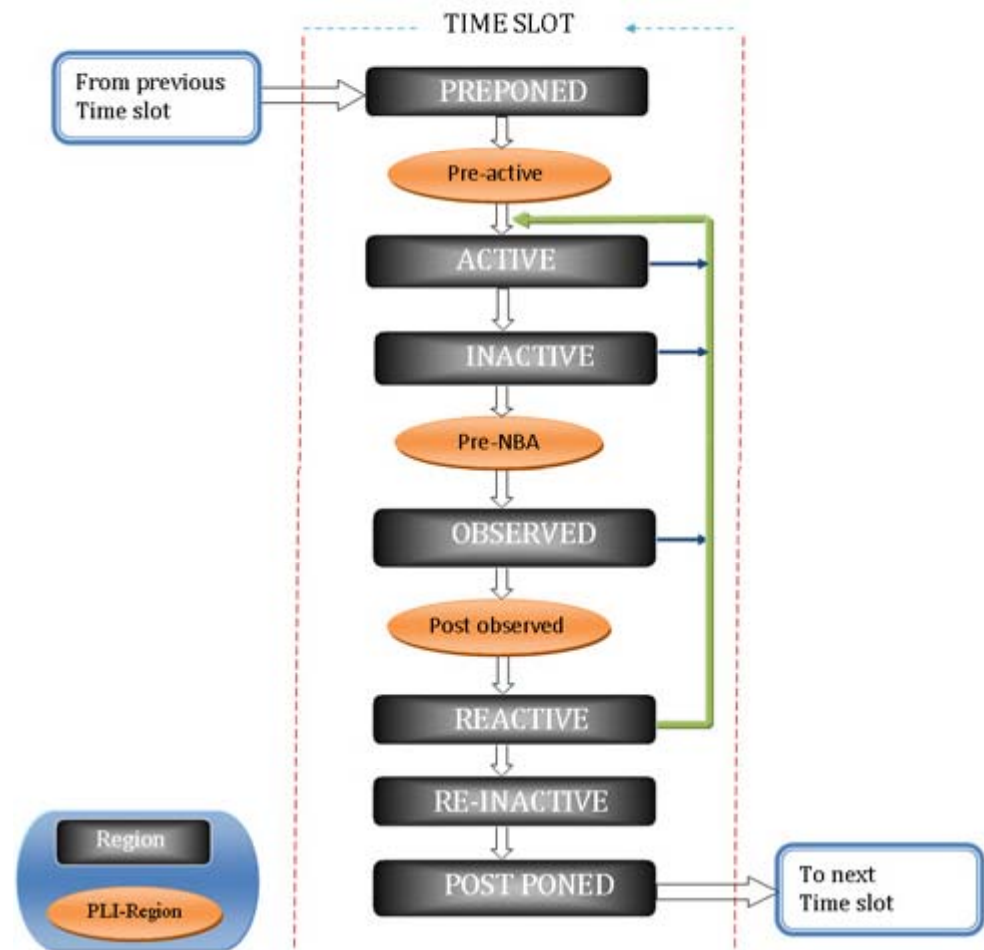 TIME SLOT
From previous
Time slot
PREPONED
Pre-active
ACTIVE
INACTIVE
Pre-NBA
OBSERVED
Post observed
REACTIVE
RE-INACTIVE
POST PONED
Region
PLI-Region
To next
Time slot